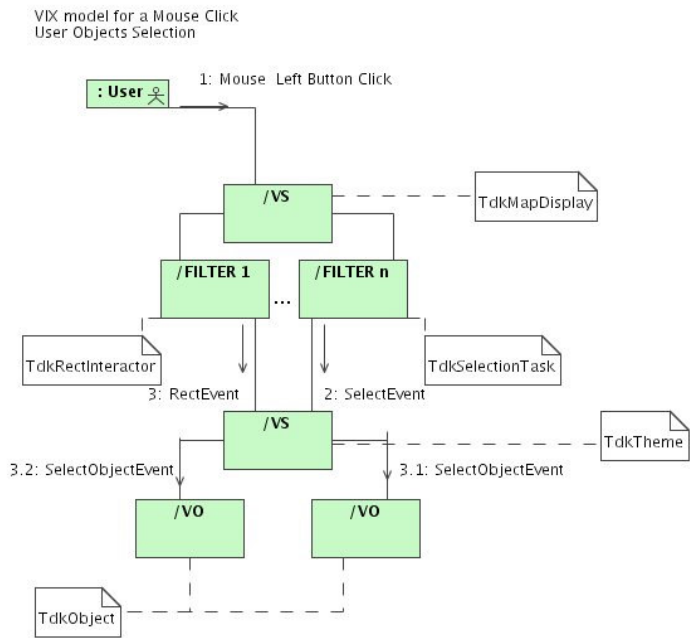 VIX model for a Mouse Click
User Objects Selection
1: Mouse Left Button Click
: User
/VS
TdkMapDisplay
/FILTER 1
/FILTER n
...
TdkRectInteractor
TdkSelectionTask
3: RectEvent
2: SelectEvent
/VS
TdkTheme
3.2: SelectObjectEvent
3.1: SelectObjectEvent
/VO
/VO
TdkObject